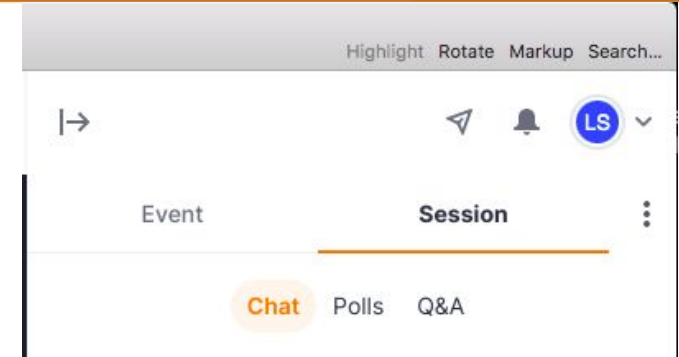 Highlight Rotate Markup Search...
LS
Event Session
Chat Polls Q&A